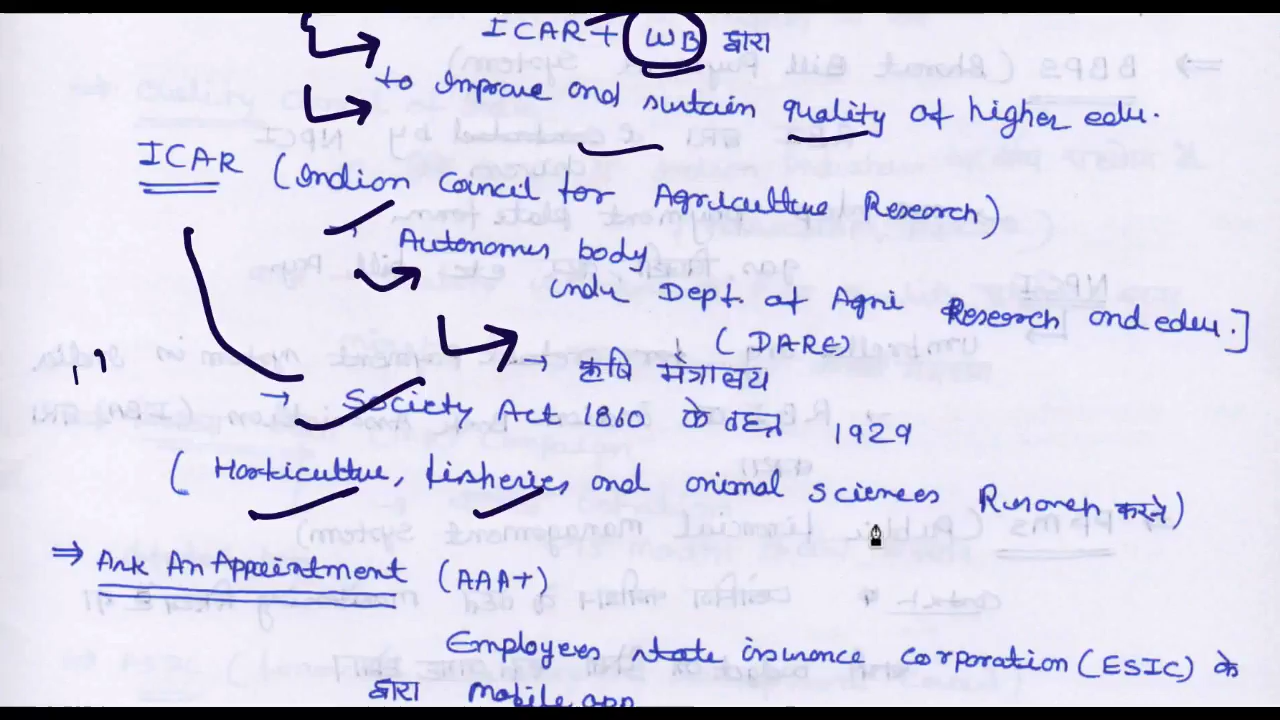 ICAR + WB द्वारा
to Improve and sustain quality of higher edu.
ICAR (Indian Council for Agriculture Research)
→ Autonomus body
undu Dept. of Agri Research and edu.]
(DARE)
→ कृषि मंत्रालय
→ Society Act 1860 के तहत 1929
(Horticulture, fisheries and animal sciences Research करने)
⇒ Ask An Appointment (AAA+)
Employees state insurance corporation (ESIC) के
द्वारा mobile app